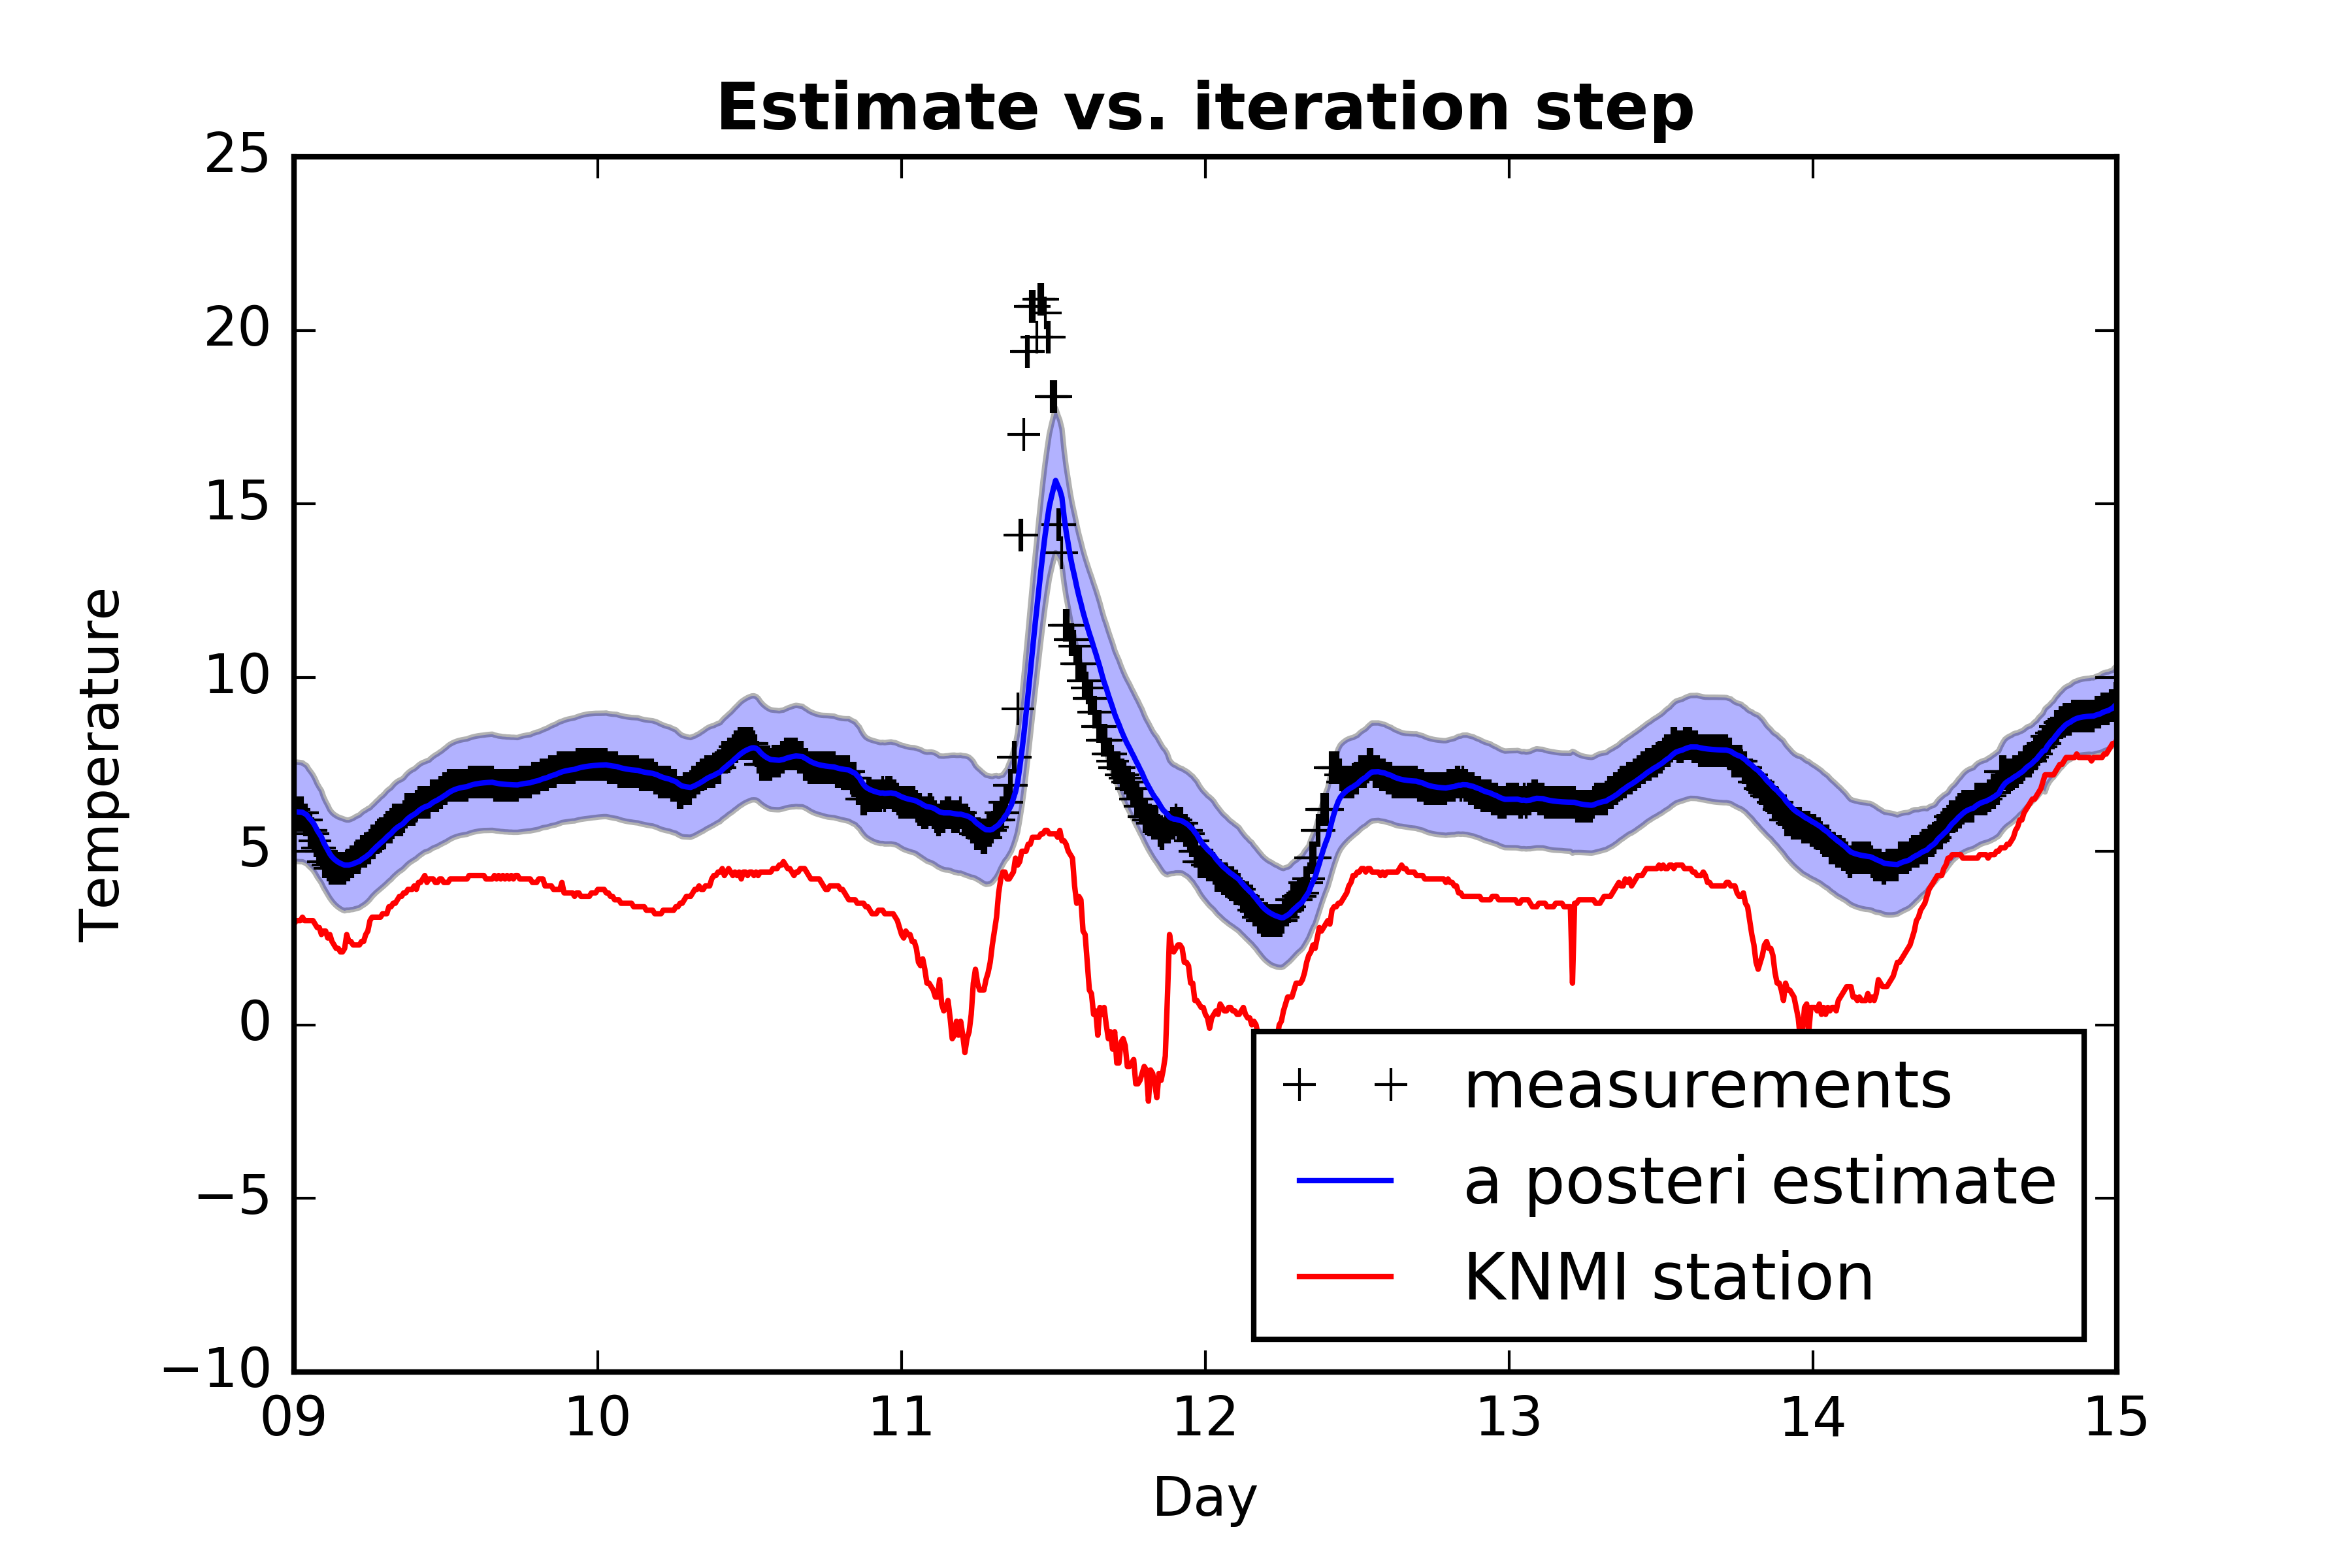 Estimate vs. iteration step
25
20
15
10
5
0
−5
−10
Temperature
measurements
a posteri estimate
KNMI station
09 10 11 12 13 14 15
Day